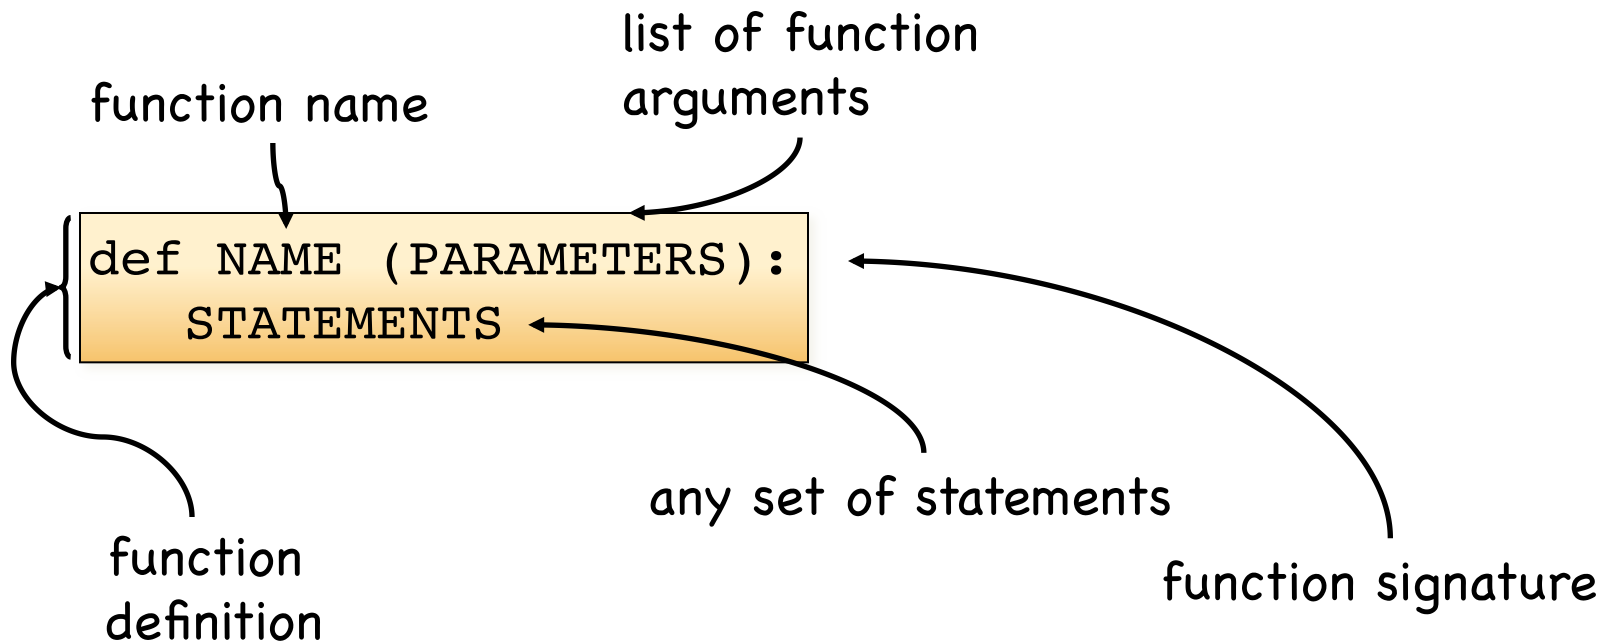 list of function
arguments
function name
def NAME (PARAMETERS):
STATEMENTS
any set of statements
function signature
function
definition